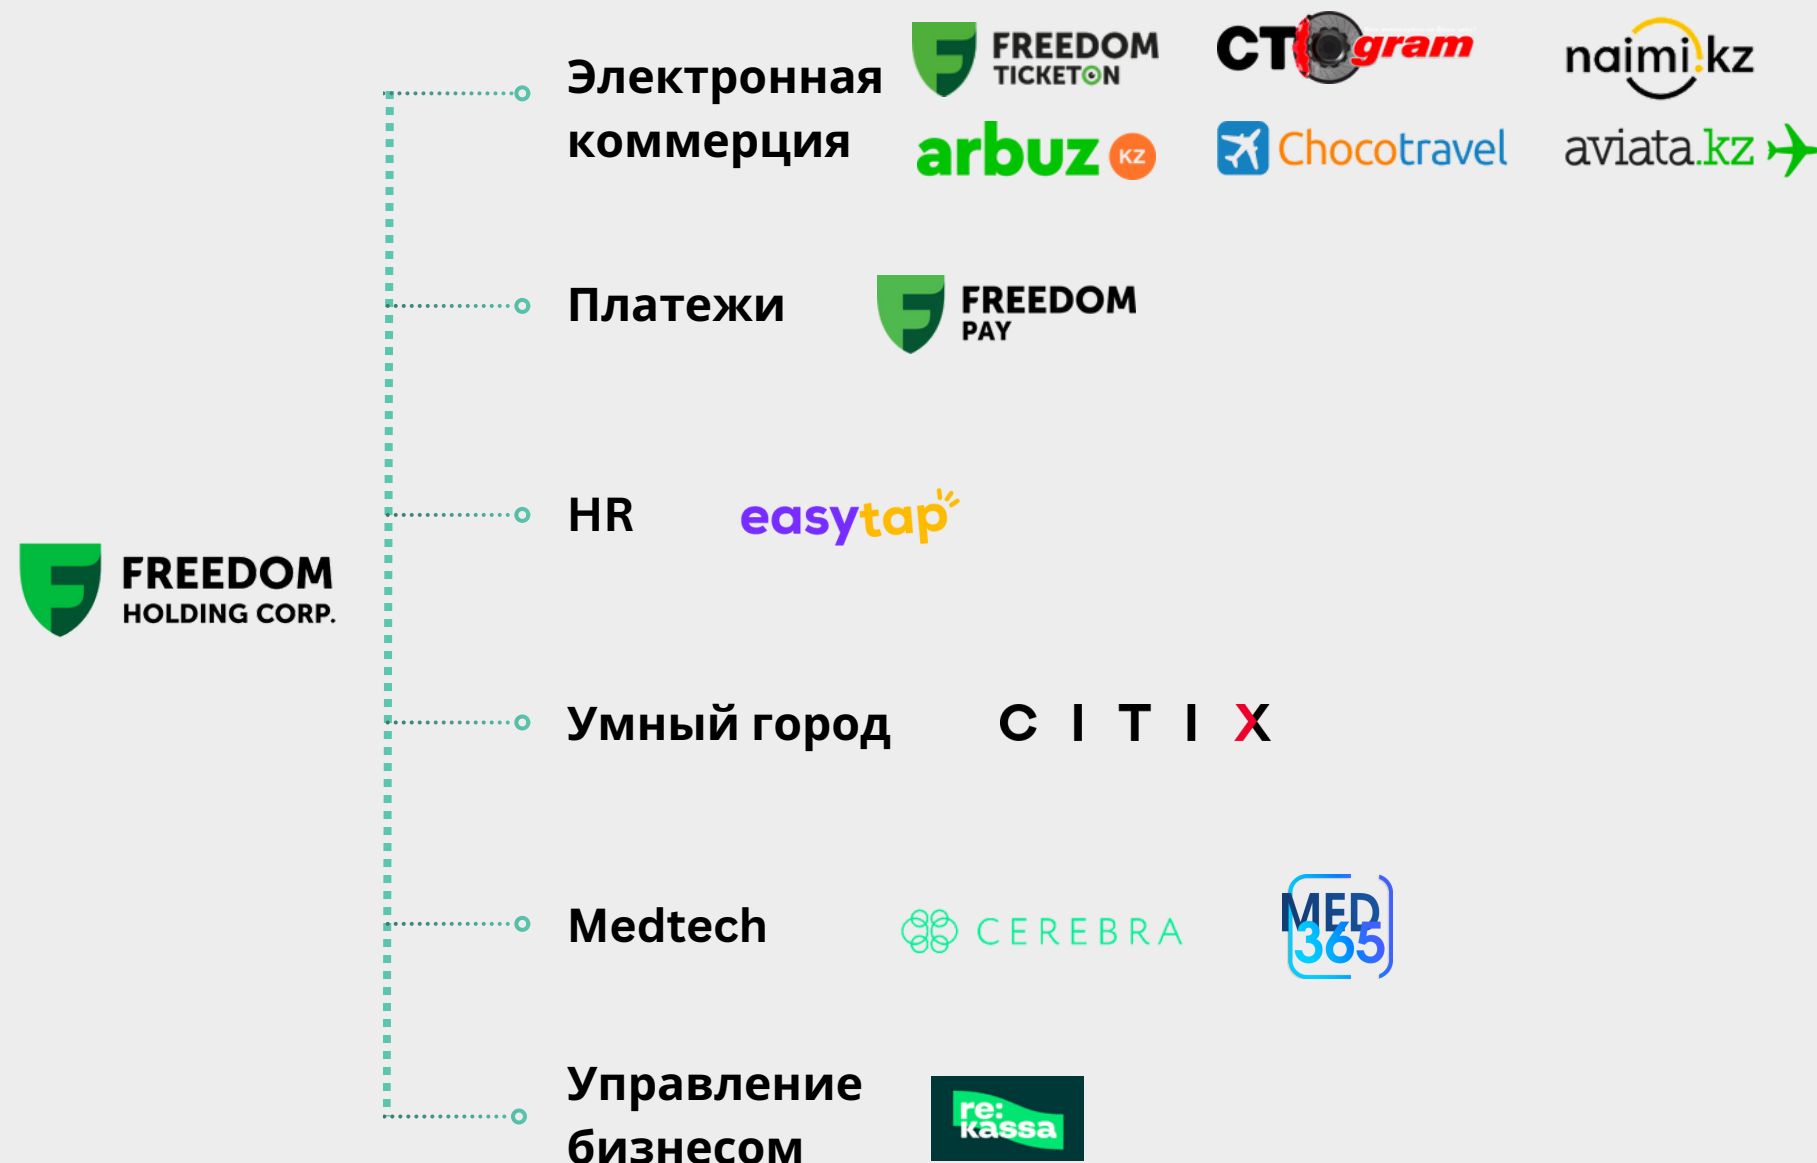 Электронная
коммерция
FREEDOM
TICKETON
CTOgram
naimi.kz
arbuz KZ
Chocotravel
aviata.kz
Платежи
FREEDOM
PAY
HR
easytap
FREEDOM
HOLDING CORP.
Умный город
CITIX
Medtech
CEREBRA
MED
365
Управление
бизнесом
re:
kassa